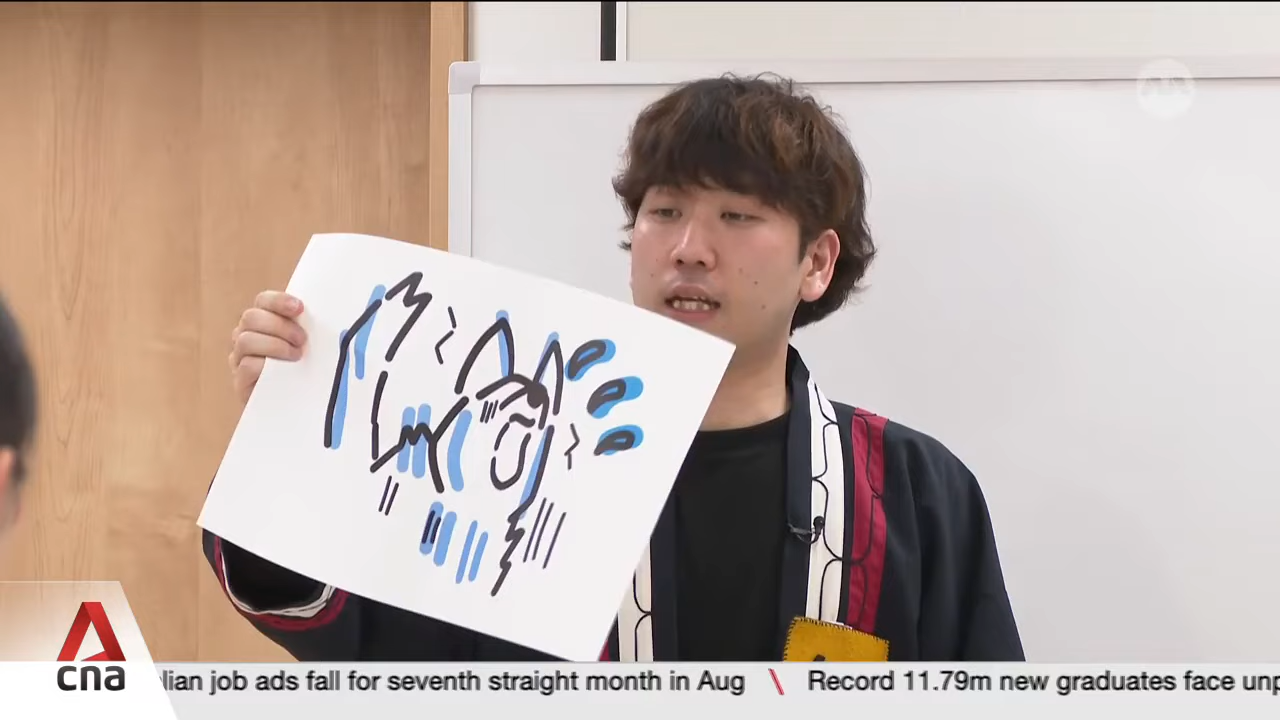 cna
lian job ads fall for seventh straight month in Aug \ Record 11.79m new graduates face unp